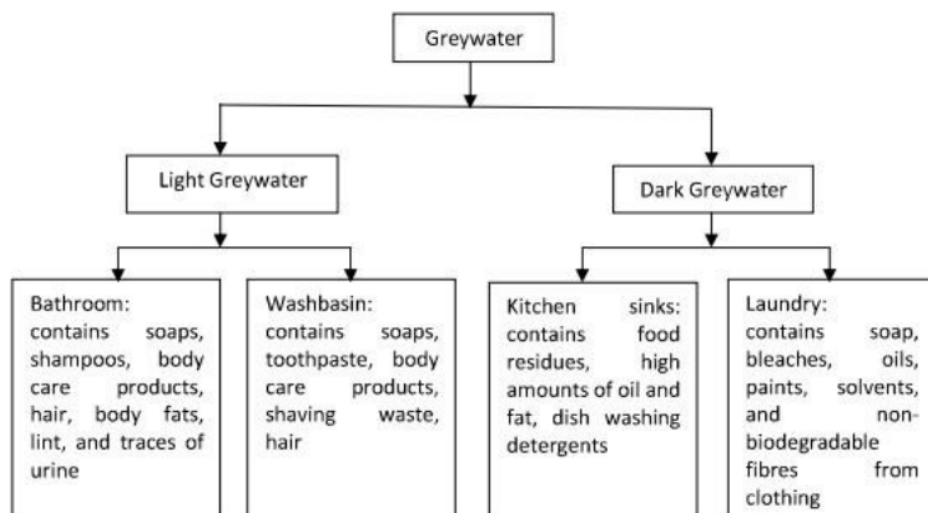 Greywater
Light Greywater
Dark Greywater
Bathroom:
contains soaps,
shampoos, body
care products,
hair, body fats,
lint, and traces of
urine
Washbasin:
contains soaps,
toothpaste, body
care products,
shaving waste,
hair
Kitchen sinks:
contains food
residues, high
amounts of oil and
fat, dish washing
detergents
Laundry:
contains soap,
bleaches, oils,
paints, solvents,
and non-
biodegradable
fibres from
clothing